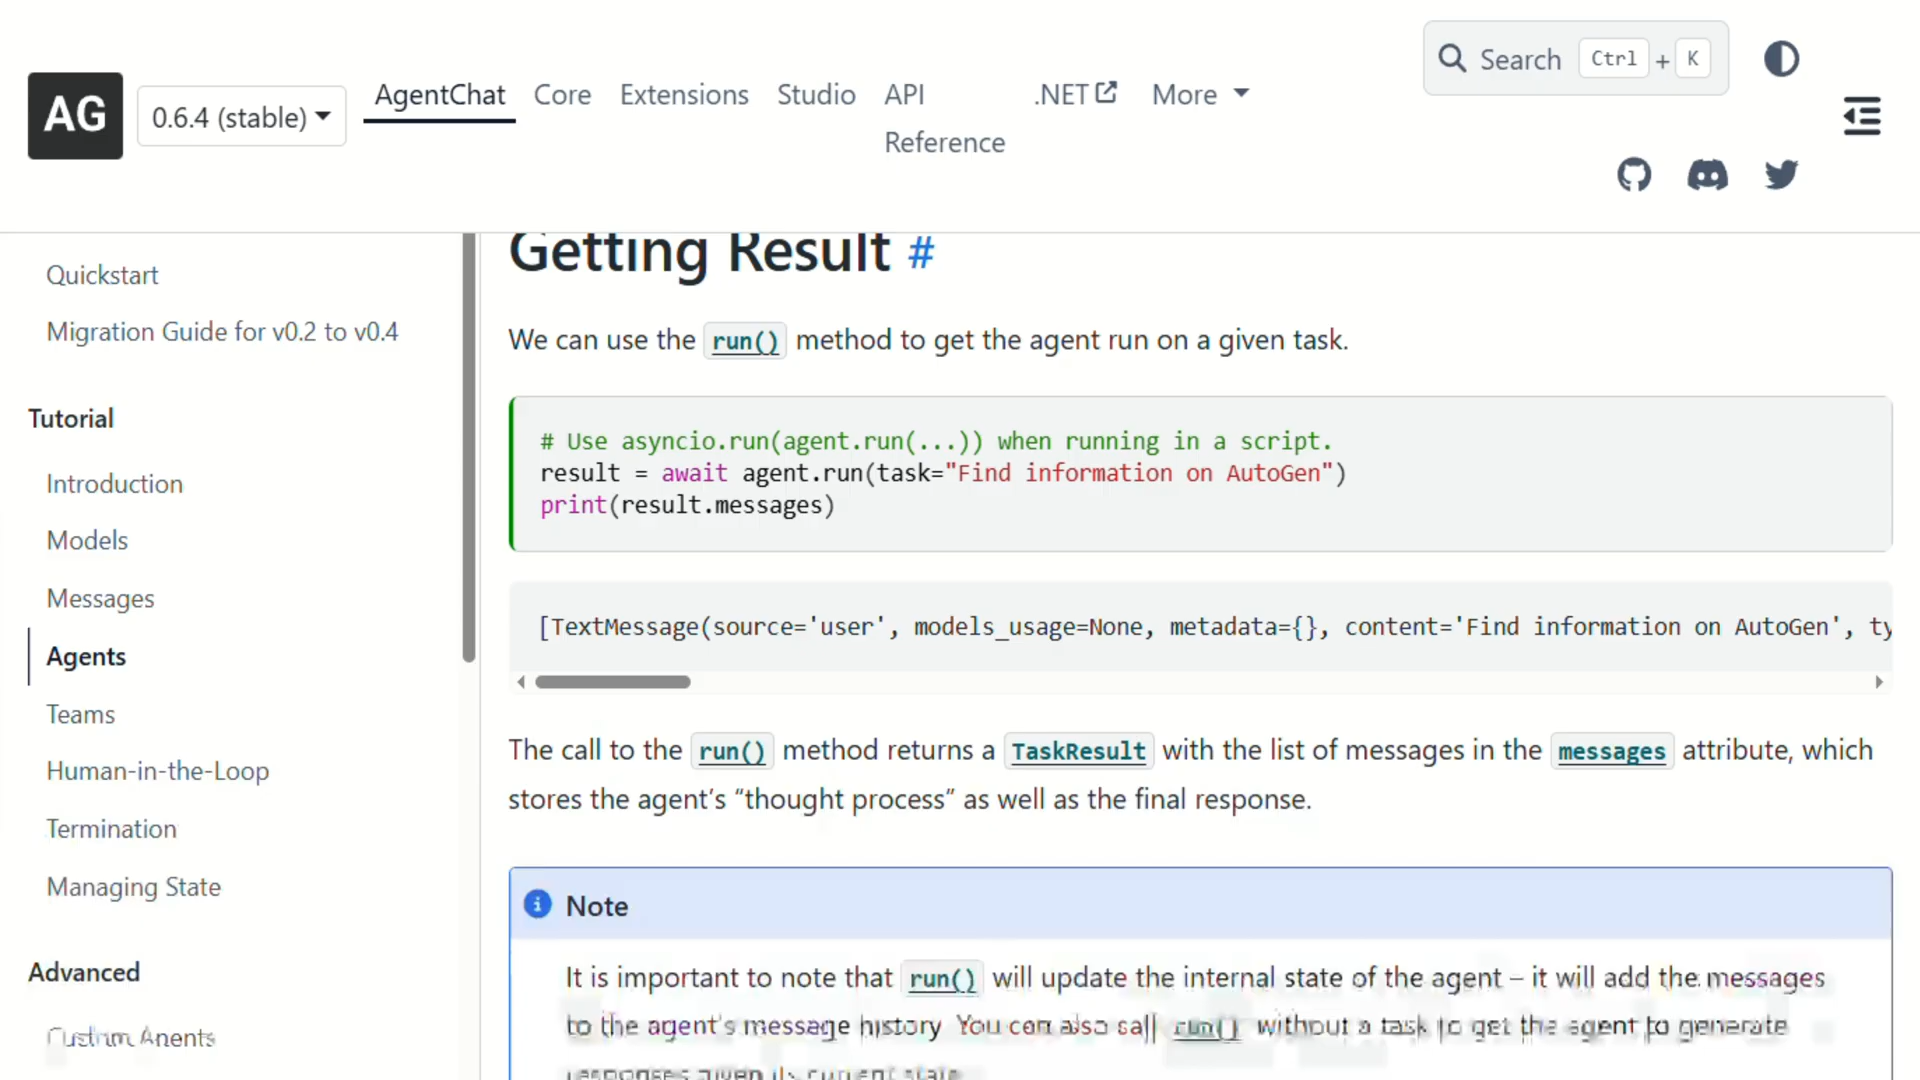 AG
0.6.4 (stable)
AgentChat
Core
Extensions
Studio
API
Reference
.NET
More
Search Ctrl + K
Quickstart
Migration Guide for v0.2 to v0.4
Tutorial
Introduction
Models
Messages
Agents
Teams
Human-in-the-Loop
Termination
Managing State
Advanced
Custom Agents
Getting Result #
We can use the run() method to get the agent run on a given task.
# Use asyncio.run(agent.run(...)) when running in a script.
result = await agent.run(task="Find information on AutoGen")
print(result.messages)
[TextMessage(source='user', models_usage=None, metadata={}, content='Find information on AutoGen', ty
The call to the run() method returns a TaskResult with the list of messages in the messages attribute, which
stores the agent's “thought process” as well as the final response.
Note
It is important to note that run() will update the internal state of the agent – it will add the messages
to the agent's message history. You can also call run() without a task to get the agent to generate
responses given its current state.